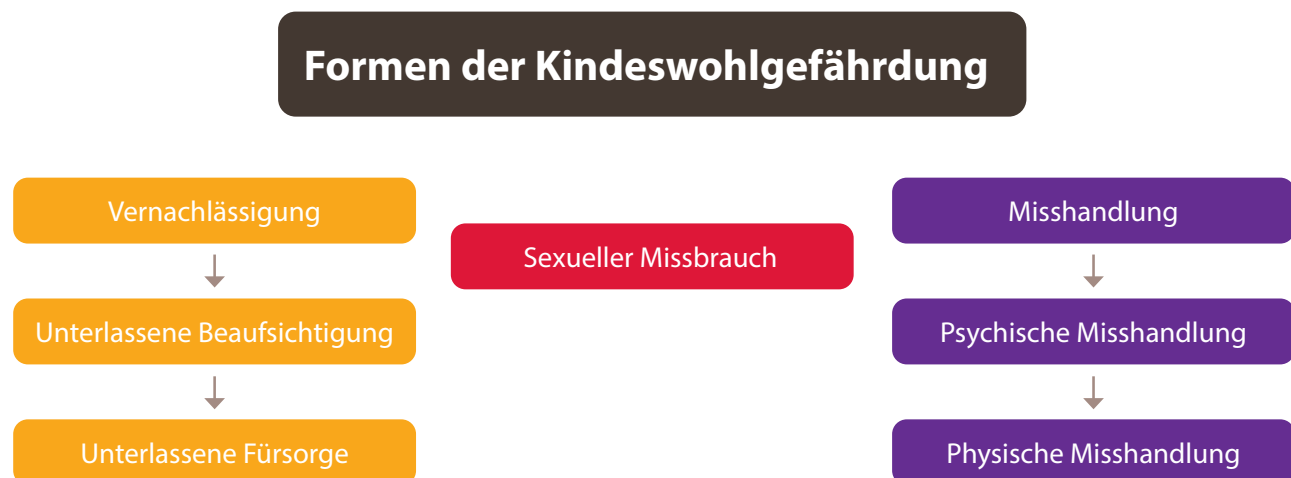 Formen der Kindeswohlgefährdung
Vernachlässigung
Unterlassene Beaufsichtigung
Unterlassene Fürsorge
Sexueller Missbrauch
Misshandlung
Psychische Misshandlung
Physische Misshandlung